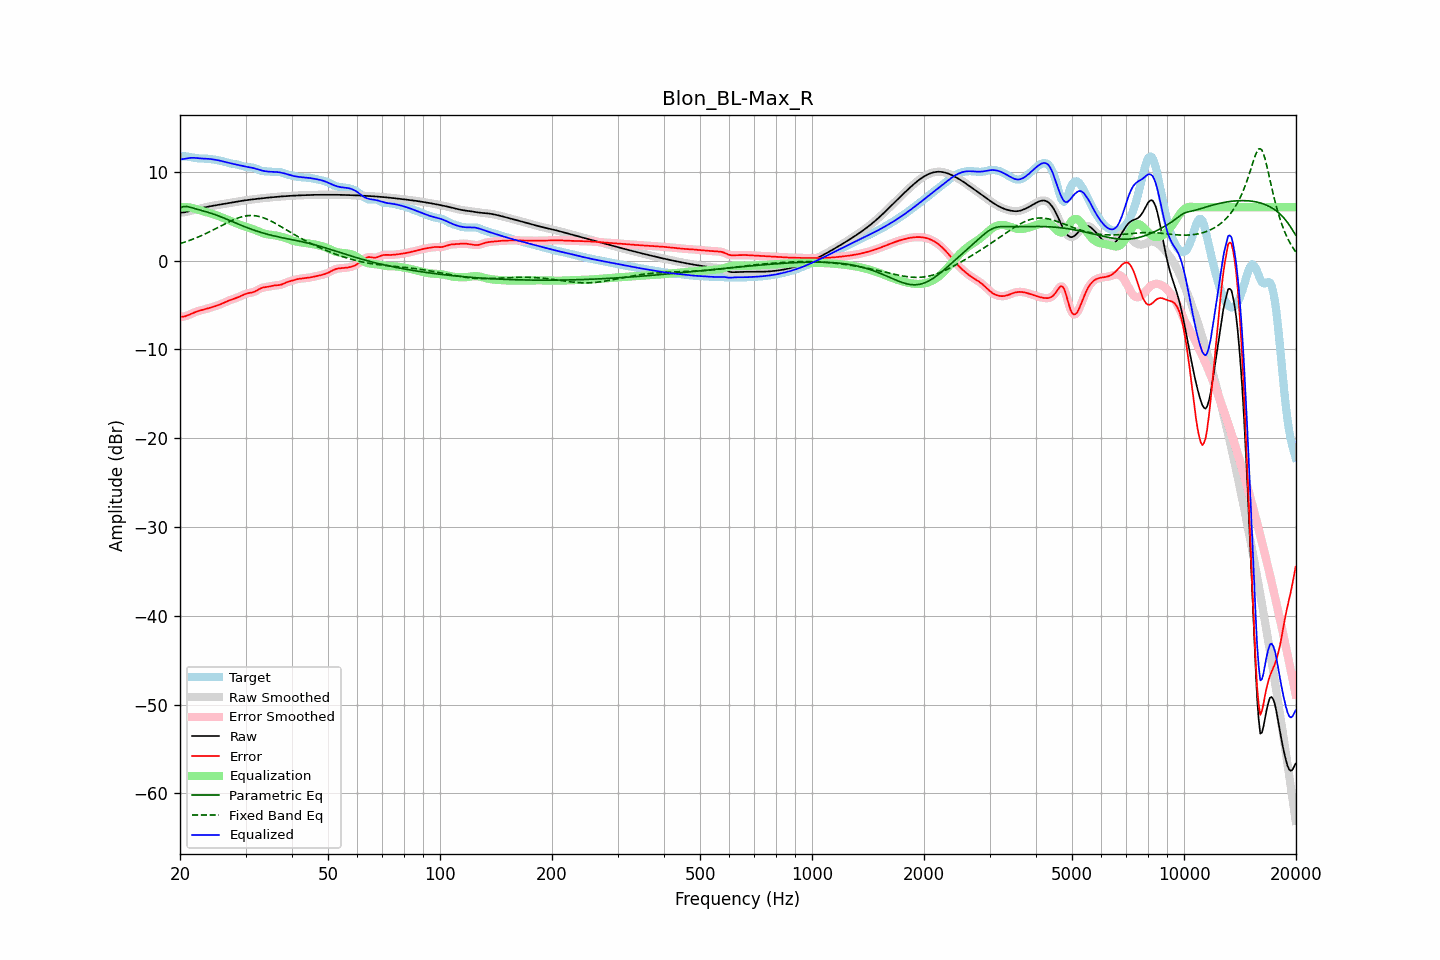 Blon_BL-Max_R
Amplitude (dBr)
10
0
−10
−20
−30
−40
−50
−60
Target
Raw Smoothed
Error Smoothed
Raw
Error
Equalization
Parametric Eq
Fixed Band Eq
Equalized
20
50
100
200
500
1000
2000
5000
10000
20000
Frequency (Hz)